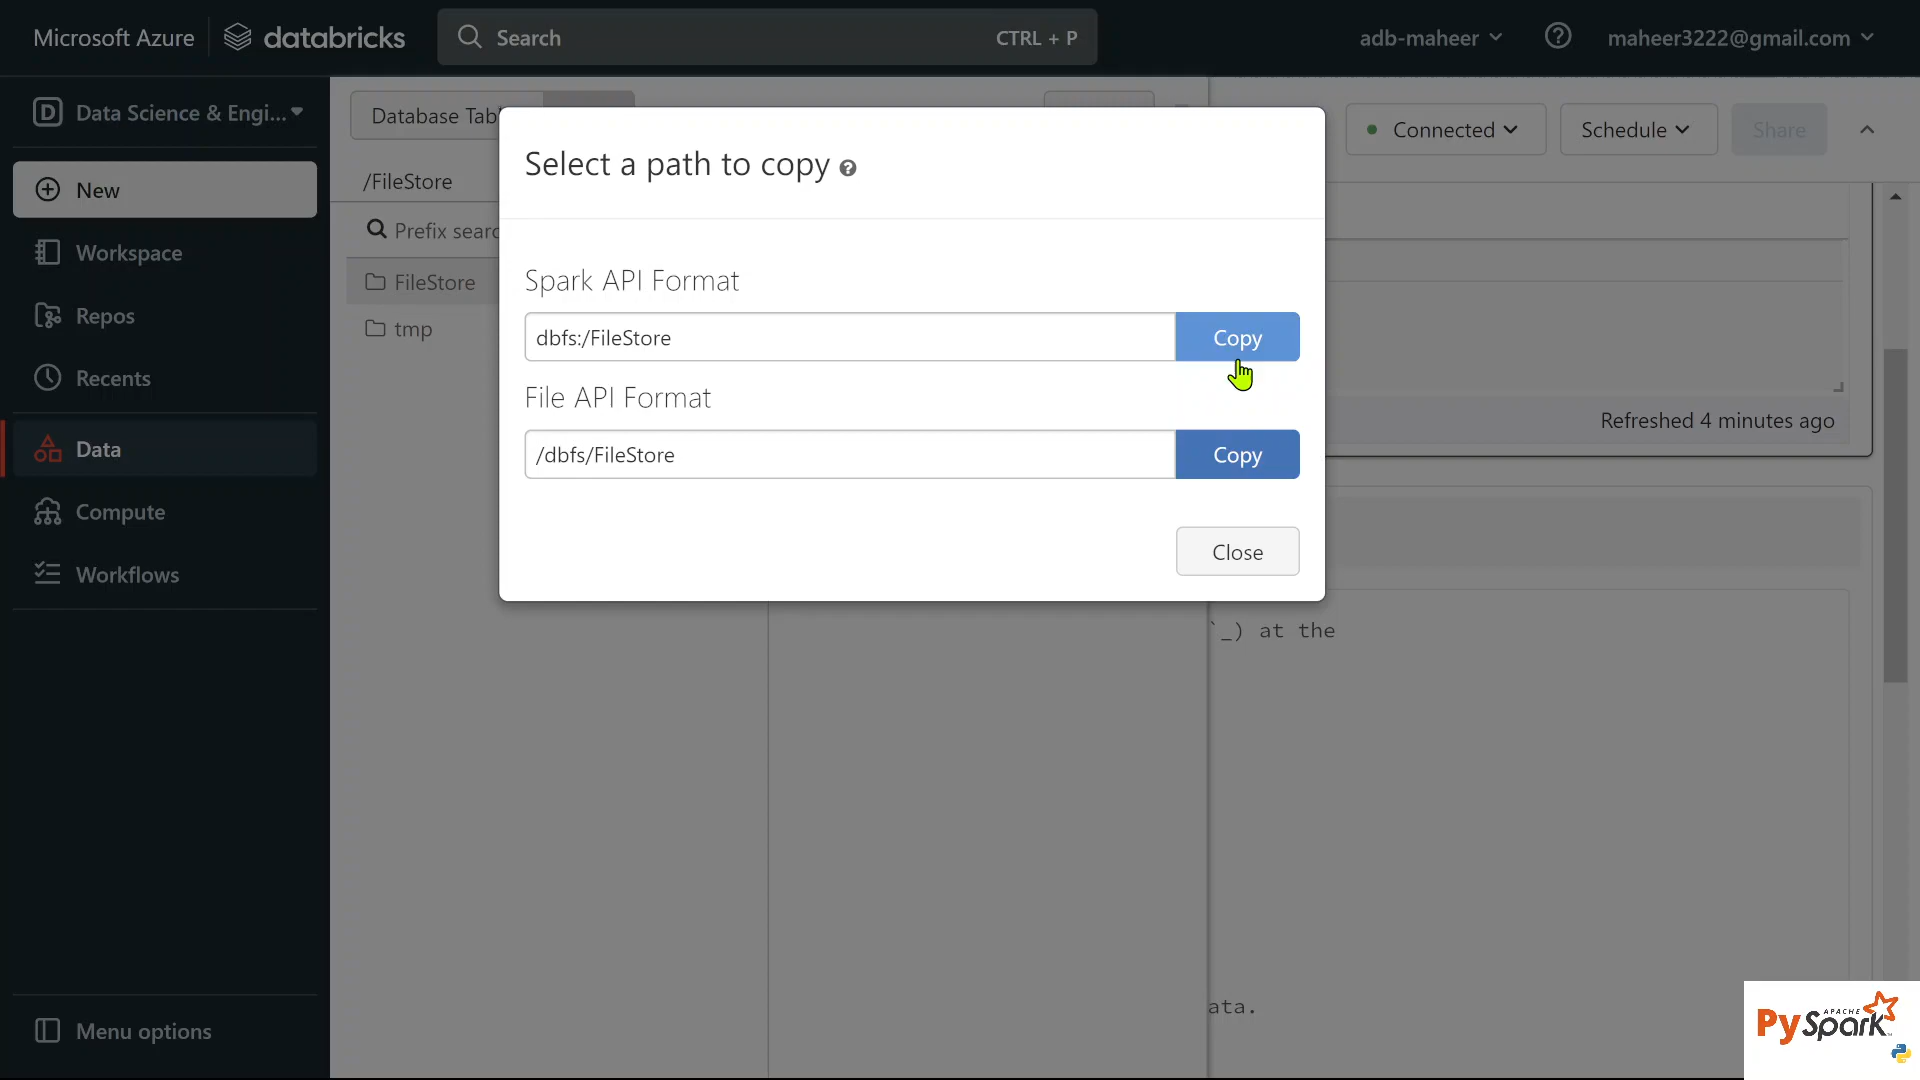 Microsoft Azure
databricks
Search
CTRL + P
adb-maheer
maheer3222@gmail.com
Data Science & Engi...
New
Workspace
Repos
Recents
Data
Compute
Workflows
Menu options
Database Tab
/FileStore
Prefix searc
FileStore
tmp
Connected
Schedule
Share
Select a path to copy
Spark API Format
dbfs:/FileStore
Copy
File API Format
/dbfs/FileStore
Copy
Close
Refreshed 4 minutes ago
`_) at the
ata.
APACHE
PySpark